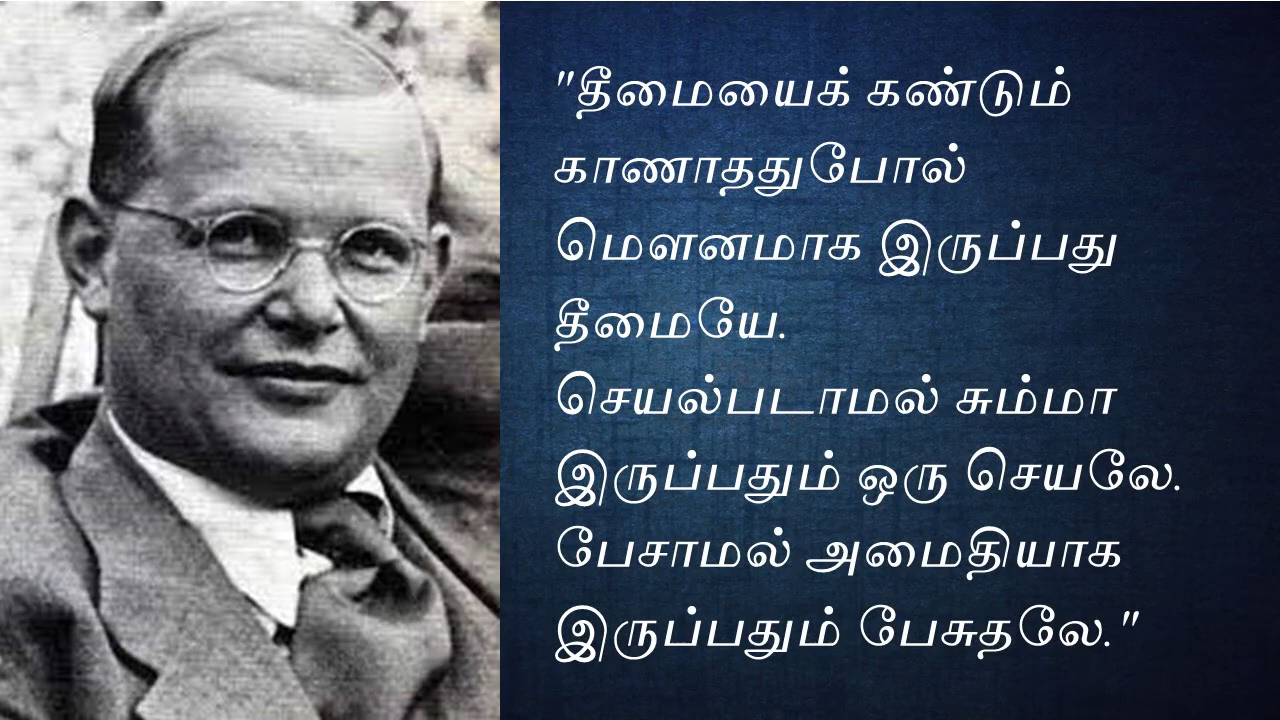 "தீமையைக் கண்டும்
காணாததுபோல்
மௌனமாக இருப்பது
தீமையே.
செயல்படாமல் சும்மா
இருப்பதும் ஒரு செயலே.
பேசாமல் அமைதியாக
இருப்பதும் பேசுதலே."